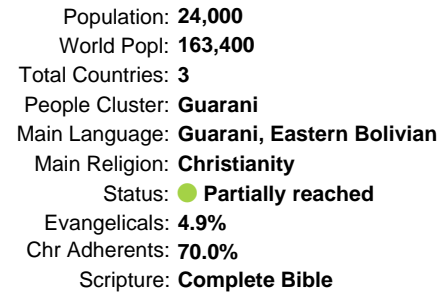 Population: 24,000
World Popl: 163,400
Total Countries: 3
People Cluster: Guarani
Main Language: Guarani, Eastern Bolivian
Main Religion: Christianity
Status: Partially reached
Evangelicals: 4.9%
Chr Adherents: 70.0%
Scripture: Complete Bible